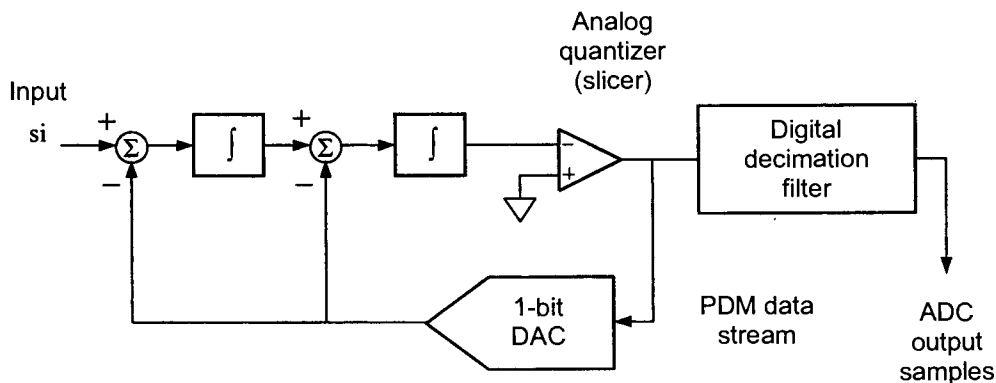 Analog
quantizer
(slicer)
Input
si
+
Σ
−
∫
+
Σ
−
∫
−
+
Digital
decimation
filter
1-bit
DAC
PDM data
stream
ADC
output
samples